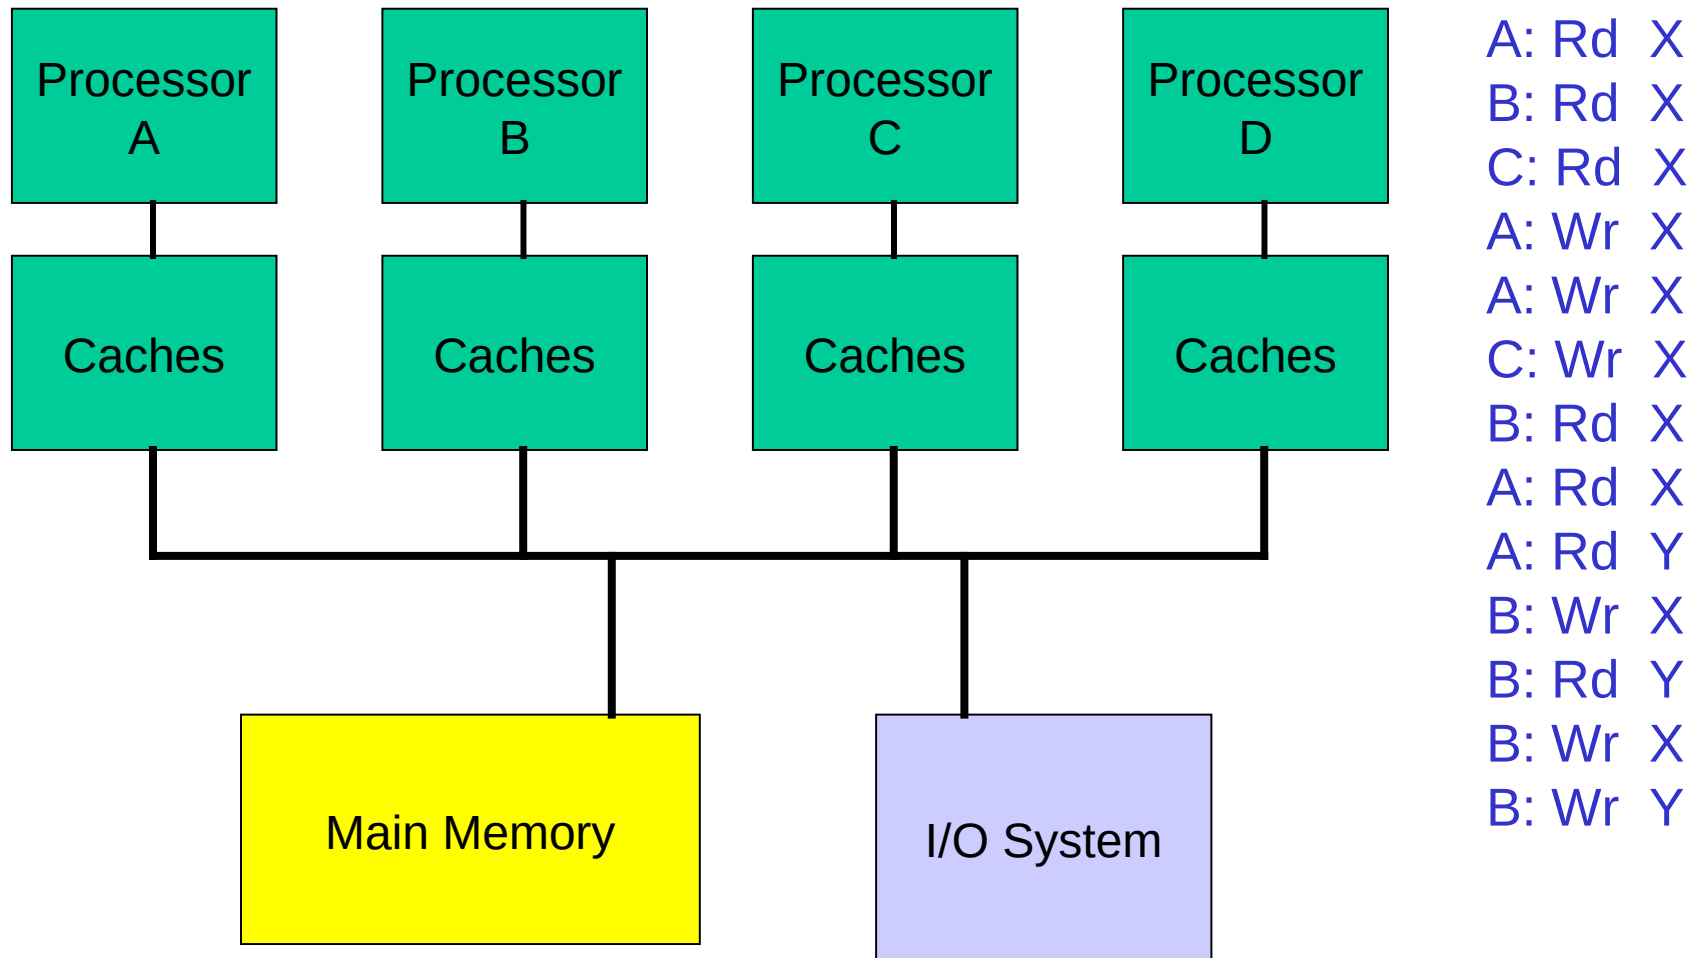 Processor
A
Processor
B
Processor
C
Processor
D
Caches
Caches
Caches
Caches
Main Memory
I/O System
A: Rd X
B: Rd X
C: Rd X
A: Wr X
A: Wr X
C: Wr X
B: Rd X
A: Rd X
A: Rd Y
B: Wr X
B: Rd Y
B: Wr X
B: Wr Y